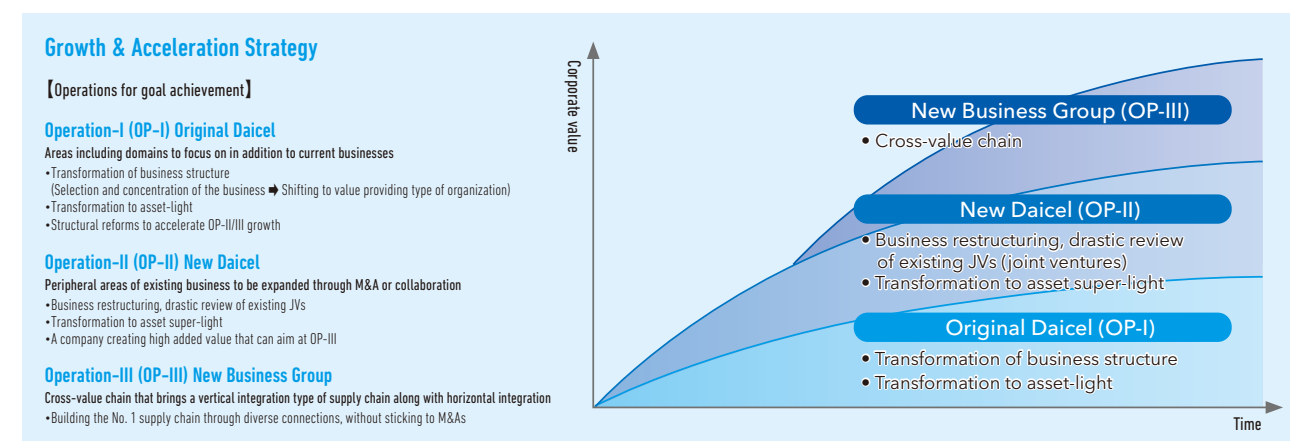 Growth & Acceleration Strategy
【Operations for goal achievement】
Operation-I (OP-I) Original Daicel
Areas including domains to focus on in addition to current businesses
•Transformation of business structure
(Selection and concentration of the business ➡ Shifting to value providing type of organization)
•Transformation to asset-light
•Structural reforms to accelerate OP-II/III growth
Operation-II (OP-II) New Daicel
Peripheral areas of existing business to be expanded through M&A or collaboration
•Business restructuring, drastic review of existing JVs
•Transformation to asset super-light
•A company creating high added value that can aim at OP-III
Operation-III (OP-III) New Business Group
Cross-value chain that brings a vertical integration type of supply chain along with horizontal integration
•Building the No. 1 supply chain through diverse connections, without sticking to M&As
Corporate value
New Business Group (OP-III)
• Cross-value chain
New Daicel (OP-II)
• Business restructuring, drastic review
of existing JVs (joint ventures)
• Transformation to asset super-light
Original Daicel (OP-I)
• Transformation of business structure
• Transformation to asset-light
Time